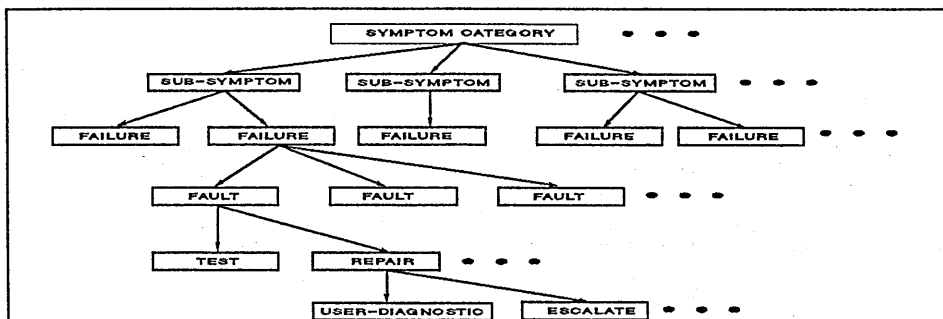 SYMPTOM CATEGORY
SUB-SYMPTOM SUB-SYMPTOM SUB-SYMPTOM
FAILURE FAILURE FAILURE FAILURE FAILURE
FAULT FAULT FAULT
TEST REPAIR
USER-DIAGNOSTIC ESCALATE